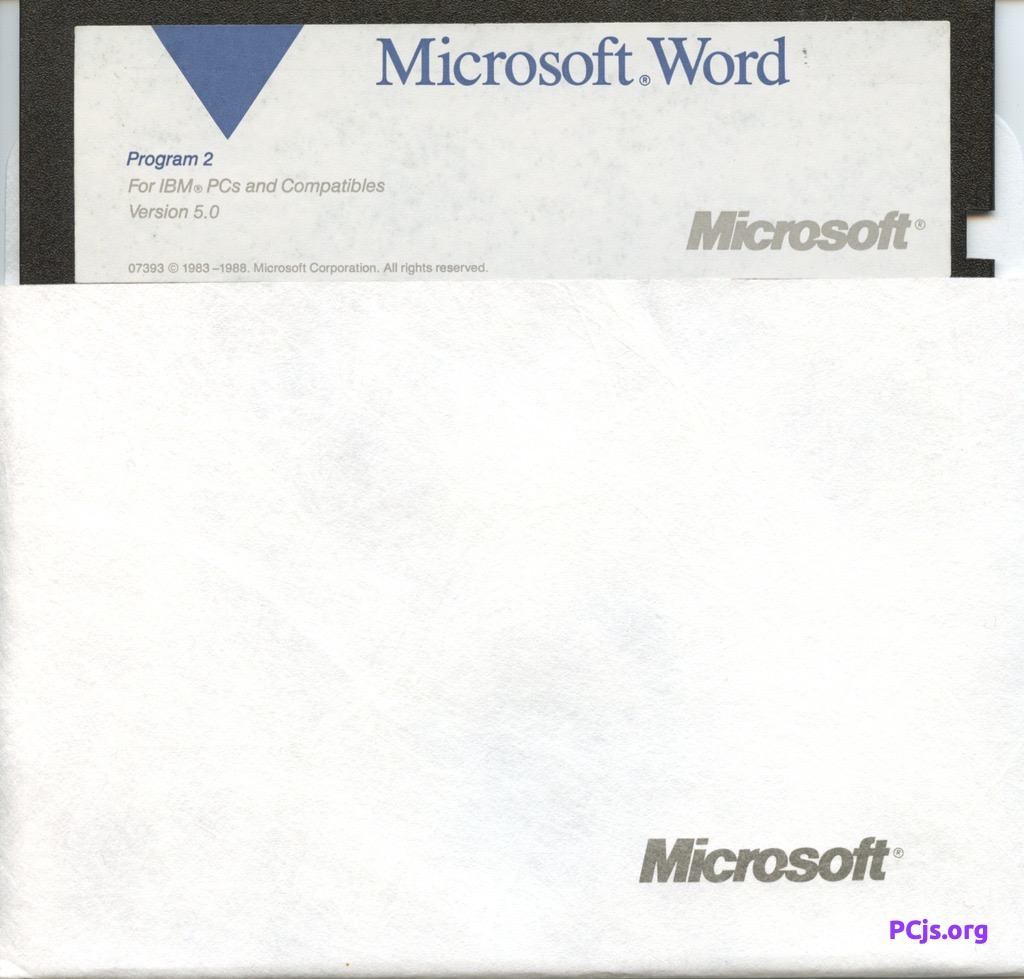 Microsoft® Word
Program 2
For IBM® PCs and Compatibles
Version 5.0
Microsoft®
07393 © 1983 –1988. Microsoft Corporation. All rights reserved.
Microsoft®
PCjs.org